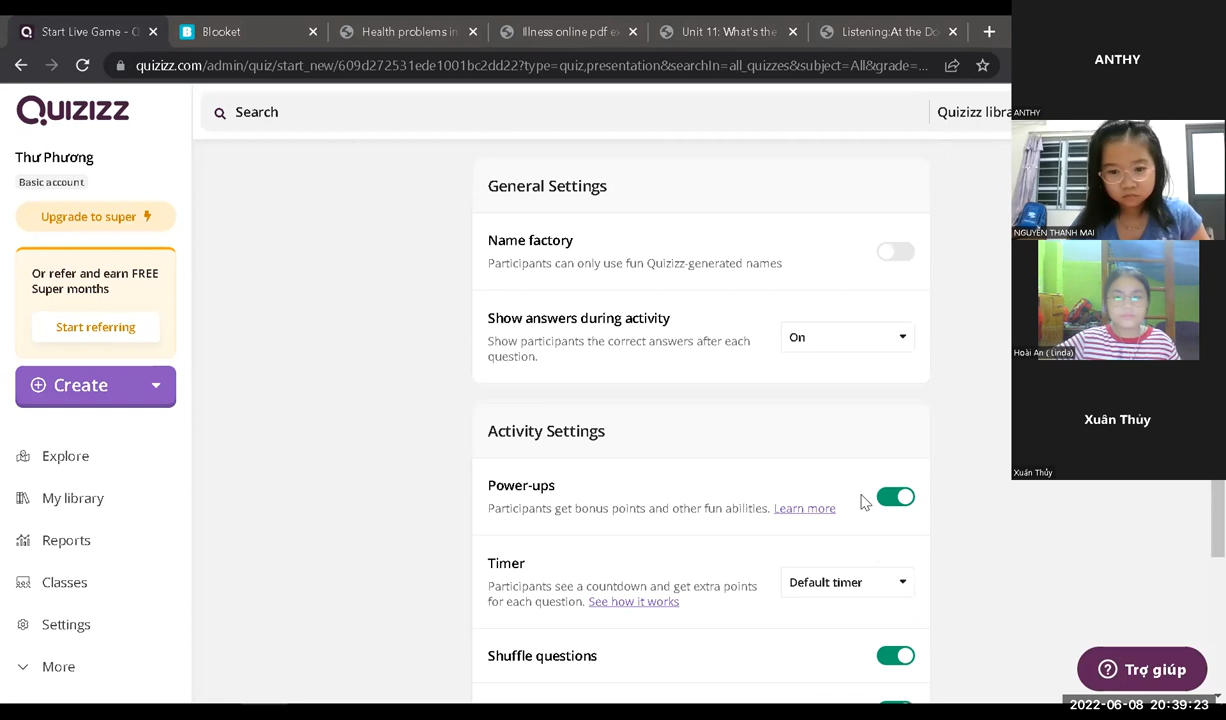 Start Live Game - Q
Blooket
Health problems in
Illness online pdf ex
Unit 11: What's the
Listening:At the Do
quizizz.com/admin/quiz/start_new/609d272531ede1001bc2dd22?type=quiz,presentation&searchIn=all_quizzes&subject=All&grade=...
Quizizz
Search
Quizizz libra
Thư Phương
Basic account
Upgrade to super
Or refer and earn FREE
Super months
Start referring
Create
Explore
My library
Reports
Classes
Settings
More
General Settings
Name factory
Participants can only use fun Quizizz-generated names
Show answers during activity
Show participants the correct answers after each
question.
On
Activity Settings
Power-ups
Participants get bonus points and other fun abilities. Learn more
Timer
Participants see a countdown and get extra points
for each question. See how it works
Default timer
Shuffle questions
ANTHY
ANTHY
NGUYỄN THANH MAI
Hoài An ( Linda)
Xuân Thủy
Xuân Thủy
Trợ giúp
2022-06-08 20:39:23